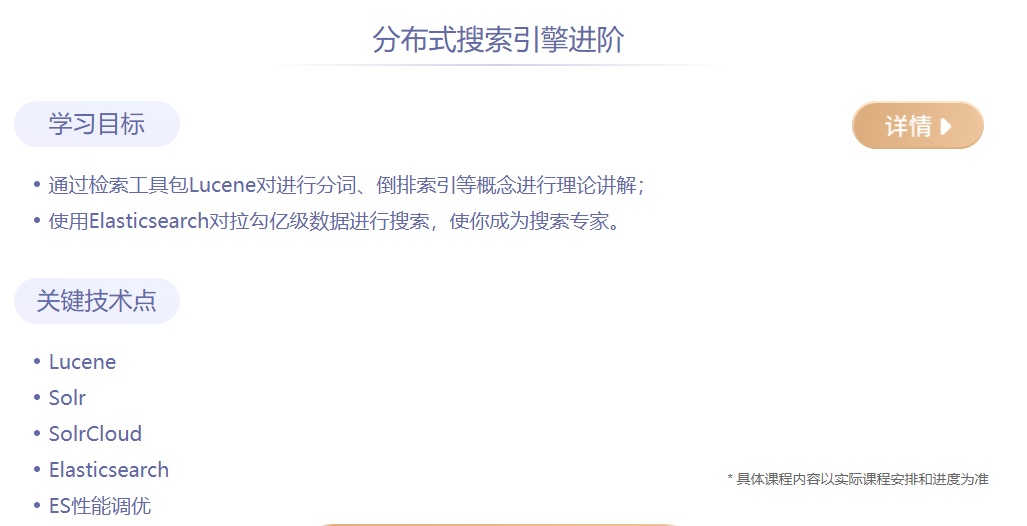 分布式搜索引擎进阶
学习目标
详情
• 通过检索工具包Lucene对进行分词、倒排索引等概念进行理论讲解；
• 使用Elasticsearch对拉勾亿级数据进行搜索，使你成为搜索专家。
关键技术点
• Lucene
• Solr
• SolrCloud
• Elasticsearch
* 具体课程内容以实际课程安排和进度为准
• ES性能调优